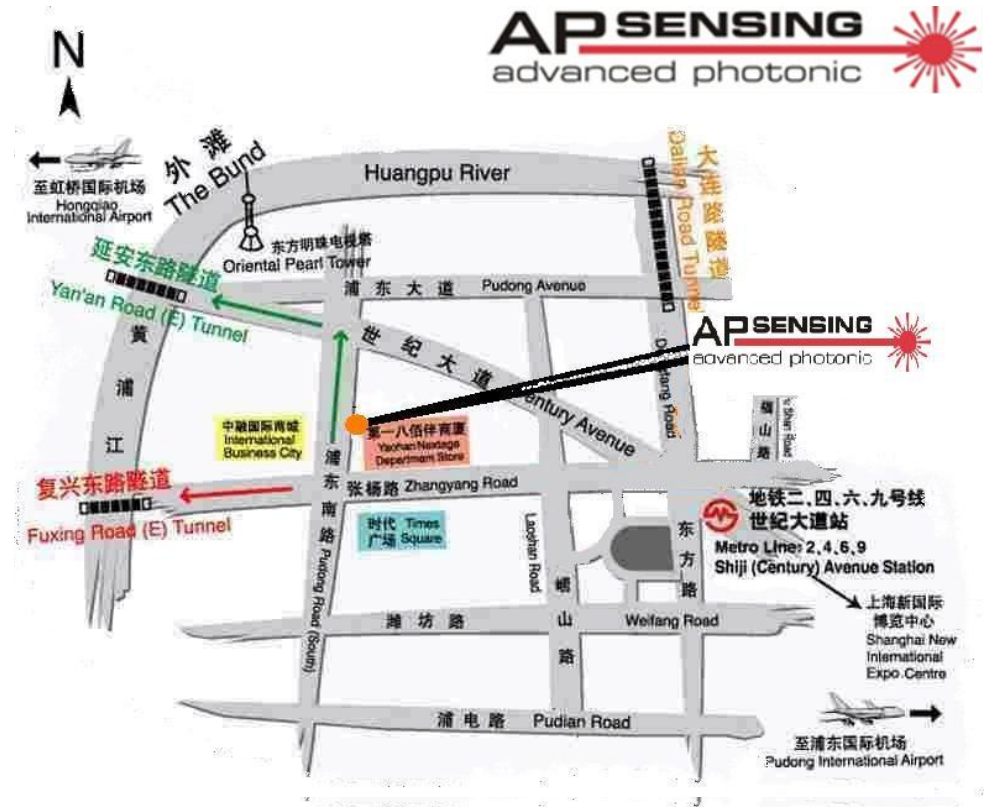 AP SENSING
advanced photonic
N
外滩
The Bund
Huangpu River
大连路隧道
Dalian Road Tunnel
至虹桥国际机场
Hongqiao
International Airport
东方明珠电视塔
Oriental Pearl Tower
延安东路隧道
Yan'an Road (E) Tunnel
浦东大道 Pudong Avenue
世纪大道 Century Avenue
AP SENSING
advanced photonic
黄浦江
中融国际商城
International
Business City
第一八佰伴商厦
Yaohan Nextage
Department Store
福山路
复兴东路隧道
Fuxing Road (E) Tunnel
浦东南路 Pudong Road (South)
张杨路 Zhangyang Road
时代 Times
广场 Square
Laoshan Road
崂山路
东方路
地铁二、四、六、九号线
世纪大道站
Metro Line: 2,4,6,9
Shiji (Century) Avenue Station
上海新国际
博览中心
Shanghai New
International
Expo Centre
潍坊路 Weifang Road
浦电路 Pudian Road
至浦东国际机场
Pudong International Airport